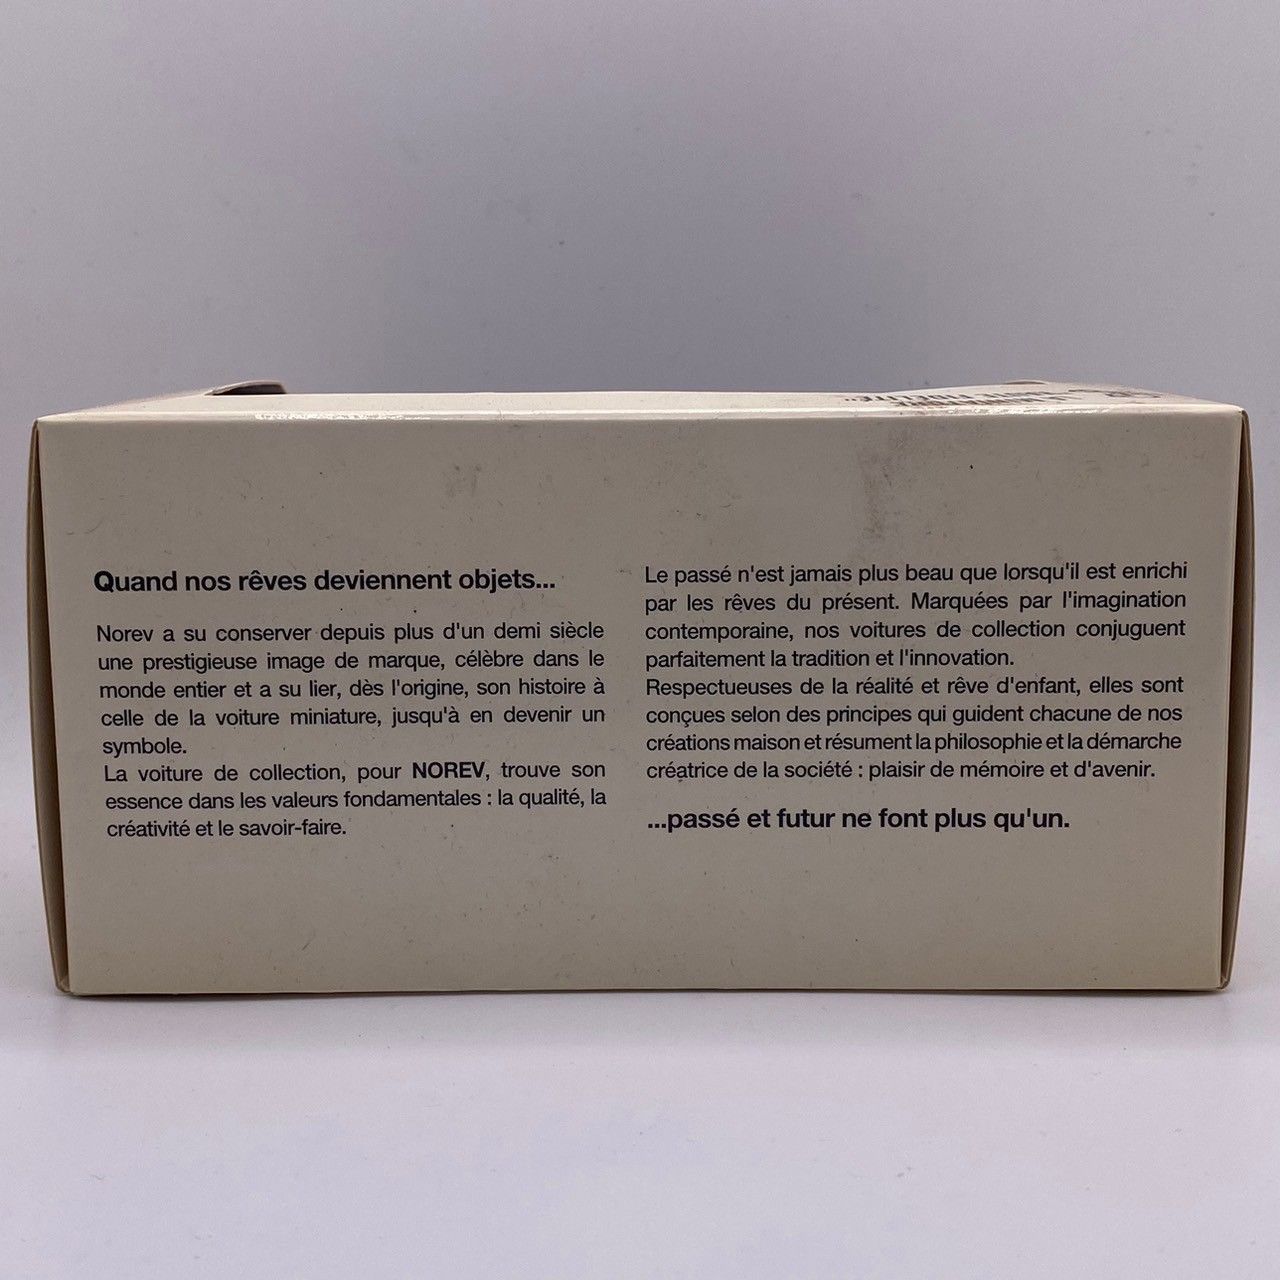 Quand nos rêves deviennent objets...
Norev a su conserver depuis plus d'un demi siècle
une prestigieuse image de marque, célèbre dans le
monde entier et a su lier, dès l'origine, son histoire à
celle de la voiture miniature, jusqu'à en devenir un
symbole.
La voiture de collection, pour NOREV, trouve son
essence dans les valeurs fondamentales : la qualité, la
créativité et le savoir-faire.
Le passé n'est jamais plus beau que lorsqu'il est enrichi
par les rêves du présent. Marquées par l'imagination
contemporaine, nos voitures de collection conjuguent
parfaitement la tradition et l'innovation.
Respectueuses de la réalité et rêve d'enfant, elles sont
conçues selon des principes qui guident chacune de nos
créations maison et résument la philosophie et la démarche
créatrice de la société : plaisir de mémoire et d'avenir.
...passé et futur ne font plus qu'un.